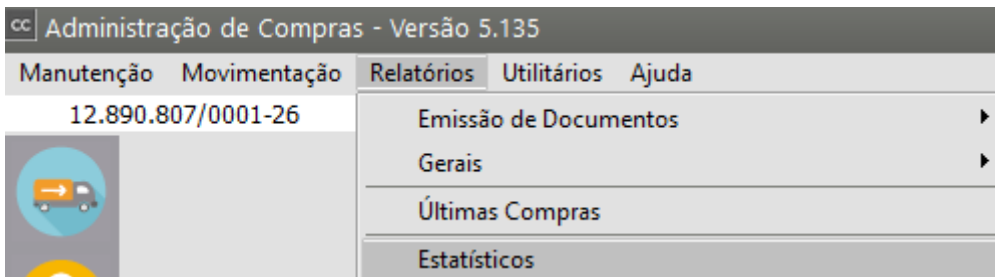 cc Administração de Compras - Versão 5.135
Manutenção Movimentação Relatórios Utilitários Ajuda
12.890.807/0001-26
Emissão de Documentos
Gerais
Últimas Compras
Estatísticos